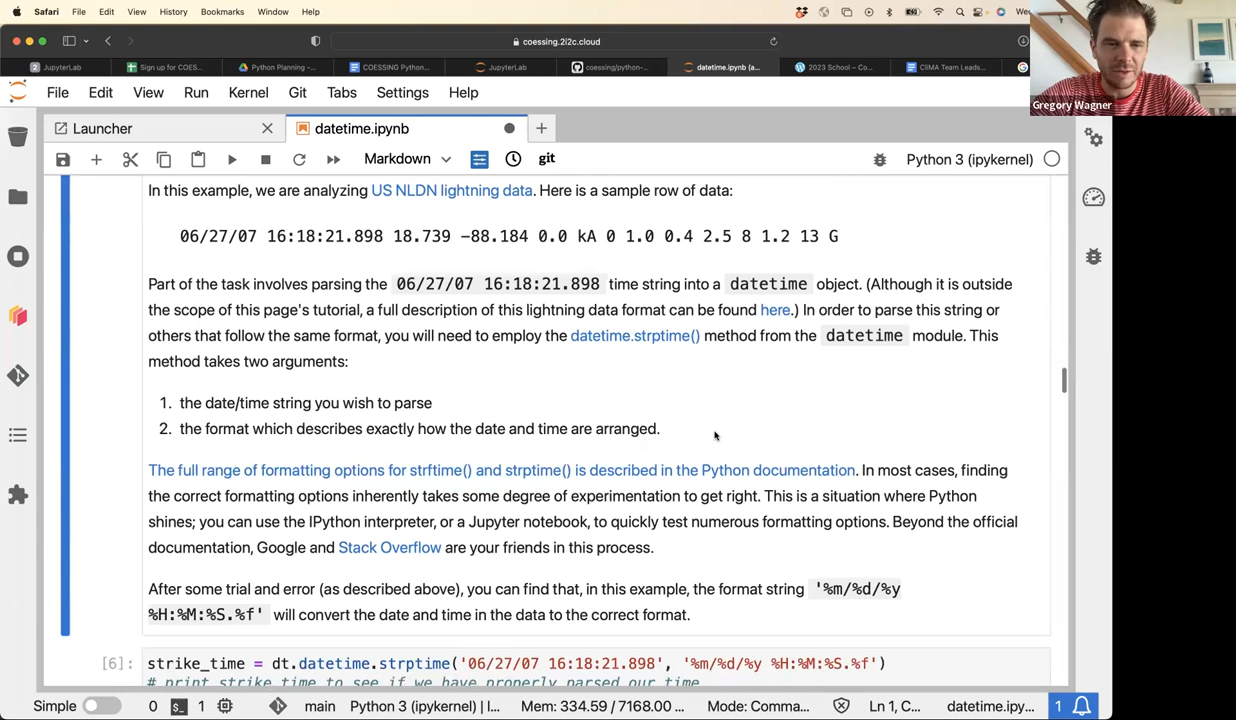 Safari File Edit View History Bookmarks Window Help
coessing.2i2c.cloud
JupyterLab Sign up for COES... Python Planning -... COESSING Python... JupyterLab coessing/python-... datetime.ipynb (a... 2023 School – Co... CliMA Team Leads...
Gregory Wagner
File Edit View Run Kernel Git Tabs Settings Help
Launcher datetime.ipynb
Markdown git Python 3 (ipykernel)
In this example, we are analyzing US NLDN lightning data. Here is a sample row of data:
06/27/07 16:18:21.898 18.739 -88.184 0.0 kA 0 1.0 0.4 2.5 8 1.2 13 G
Part of the task involves parsing the 06/27/07 16:18:21.898 time string into a datetime object. (Although it is outside
the scope of this page's tutorial, a full description of this lightning data format can be found here.) In order to parse this string or
others that follow the same format, you will need to employ the datetime.strptime() method from the datetime module. This
method takes two arguments:
1. the date/time string you wish to parse
2. the format which describes exactly how the date and time are arranged.
The full range of formatting options for strftime() and strptime() is described in the Python documentation. In most cases, finding
the correct formatting options inherently takes some degree of experimentation to get right. This is a situation where Python
shines; you can use the IPython interpreter, or a Jupyter notebook, to quickly test numerous formatting options. Beyond the official
documentation, Google and Stack Overflow are your friends in this process.
After some trial and error (as described above), you can find that, in this example, the format string '%m/%d/%y
%H:%M:%S.%f' will convert the date and time in the data to the correct format.
[6]: strike_time = dt.datetime.strptime('06/27/07 16:18:21.898', '%m/%d/%y %H:%M:%S.%f')
# print strike_time to see if we have properly parsed our time
Simple 0 1 main Python 3 (ipykernel) | I... Mem: 334.59 / 7168.00 ... Mode: Comma... Ln 1, C... datetime.ipy... 1